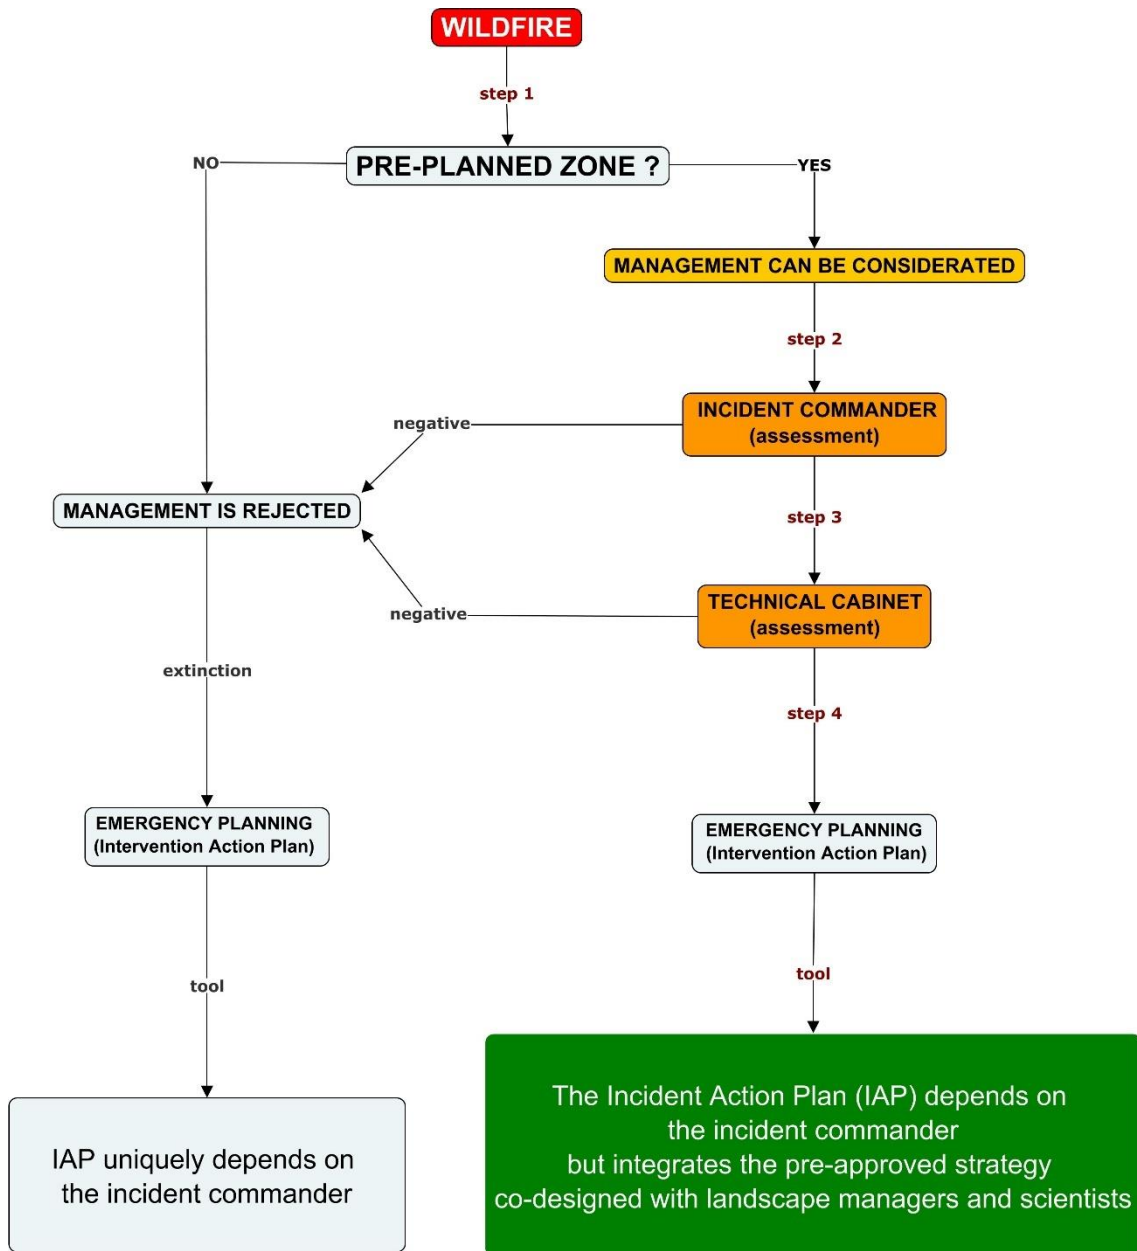 WILDFIRE
step 1
NO
PRE-PLANNED ZONE ?
YES
MANAGEMENT CAN BE CONSIDERATED
step 2
INCIDENT COMMANDER
(assessment)
negative
MANAGEMENT IS REJECTED
step 3
TECHNICAL CABINET
(assessment)
negative
extinction
step 4
EMERGENCY PLANNING
(Intervention Action Plan)
EMERGENCY PLANNING
(Intervention Action Plan)
tool
tool
IAP uniquely depends on
the incident commander
The Incident Action Plan (IAP) depends on
the incident commander
but integrates the pre-approved strategy
co-designed with landscape managers and scientists